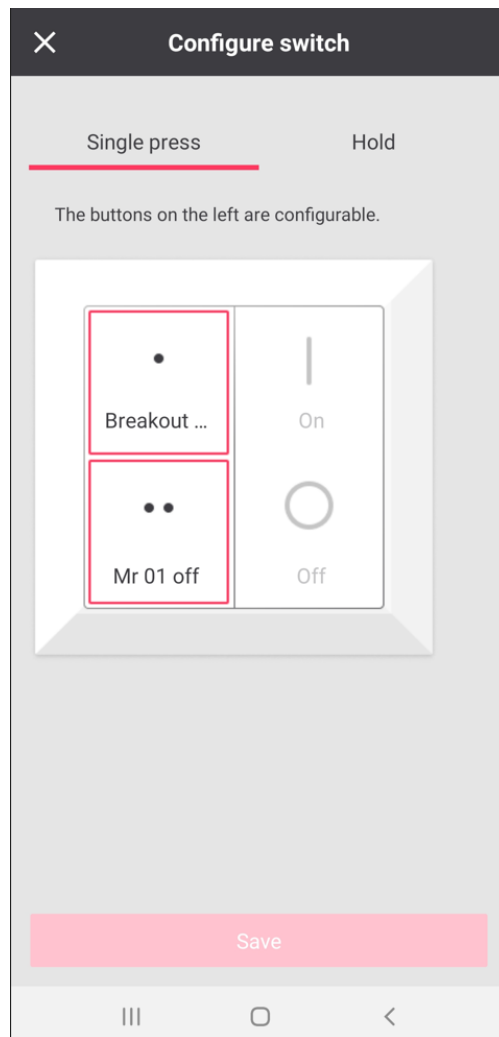 Configure switch
Single press Hold
The buttons on the left are configurable.
Breakout ... On
Mr 01 off Off
Save